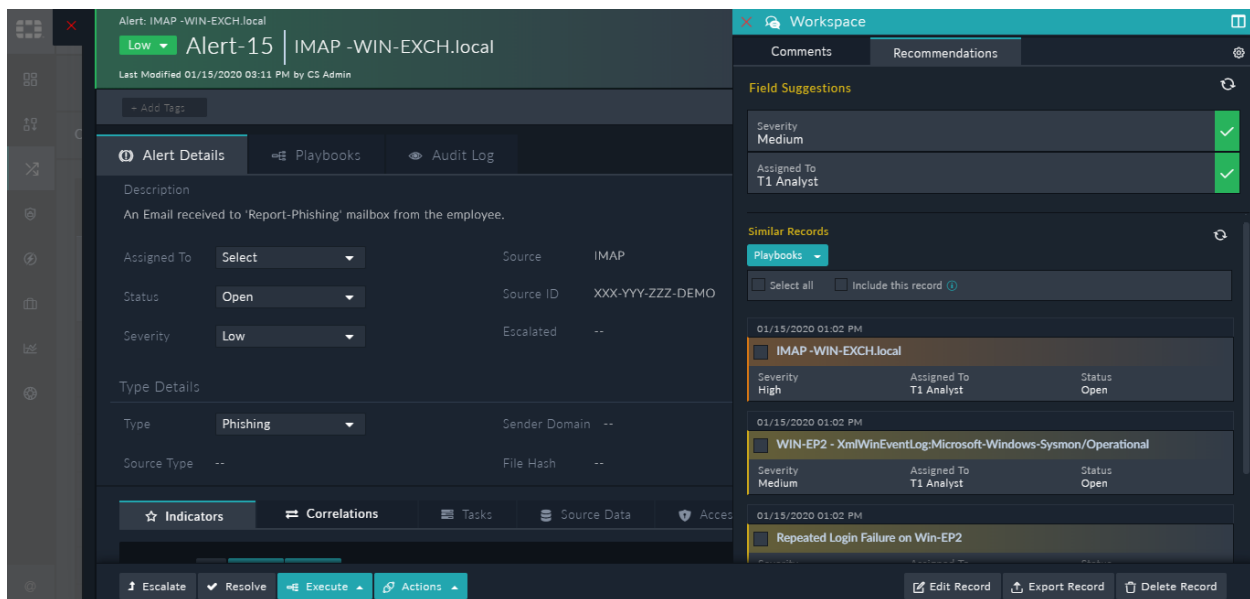 Alert: IMAP -WIN-EXCH.local
Low Alert-15 IMAP -WIN-EXCH.local
Last Modified 01/15/2020 03:11 PM by CS Admin
+ Add Tags
Alert Details Playbooks Audit Log
Description
An Email received to 'Report-Phishing' mailbox from the employee.
Assigned To Select Source IMAP
Status Open Source ID XXX-YYY-ZZZ-DEMO
Severity Low Escalated --
Type Details
Type Phishing Sender Domain --
Source Type -- File Hash --
Indicators Correlations Tasks Source Data Acces
Escalate Resolve Execute Actions Edit Record Export Record Delete Record
Workspace
Comments Recommendations
Field Suggestions
Severity
Medium
Assigned To
T1 Analyst
Similar Records
Playbooks
Select all Include this record
01/15/2020 01:02 PM
IMAP -WIN-EXCH.local
Severity Assigned To Status
High T1 Analyst Open
01/15/2020 01:02 PM
WIN-EP2 - XmlWinEventLog:Microsoft-Windows-Sysmon/Operational
Severity Assigned To Status
Medium T1 Analyst Open
01/15/2020 01:02 PM
Repeated Login Failure on Win-EP2